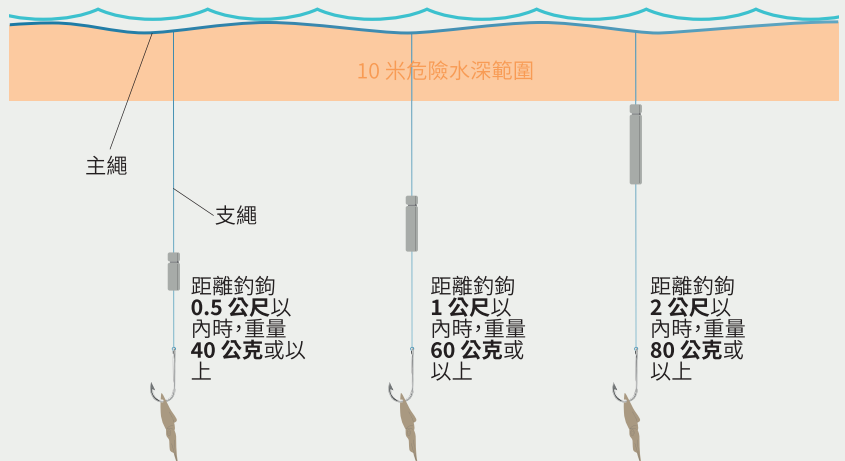 10 米危險水深範圍
主繩
支繩
距離釣鉤
0.5 公尺以
內時，重量
40 公克或以
上
距離釣鉤
1 公尺以
內時，重量
60 公克或
以上
距離釣鉤
2 公尺以
內時，重量
80 公克或
以上